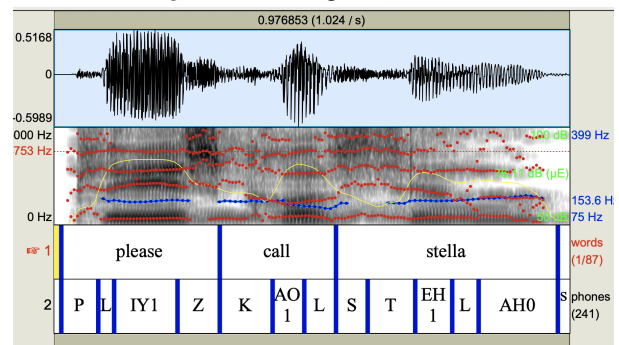 0.976853 (1.024 / s)
0.5168
0
-0.5989
000 Hz
753 Hz
0 Hz
100 dB
dB (µE)
399 Hz
153.6 H
75 Hz
☞ 1
please
call
stella
words
(1/87)
2
P
L
IY1
Z
K
AO
1
L
S
T
EH
1
L
AH0
S
phones
(241)